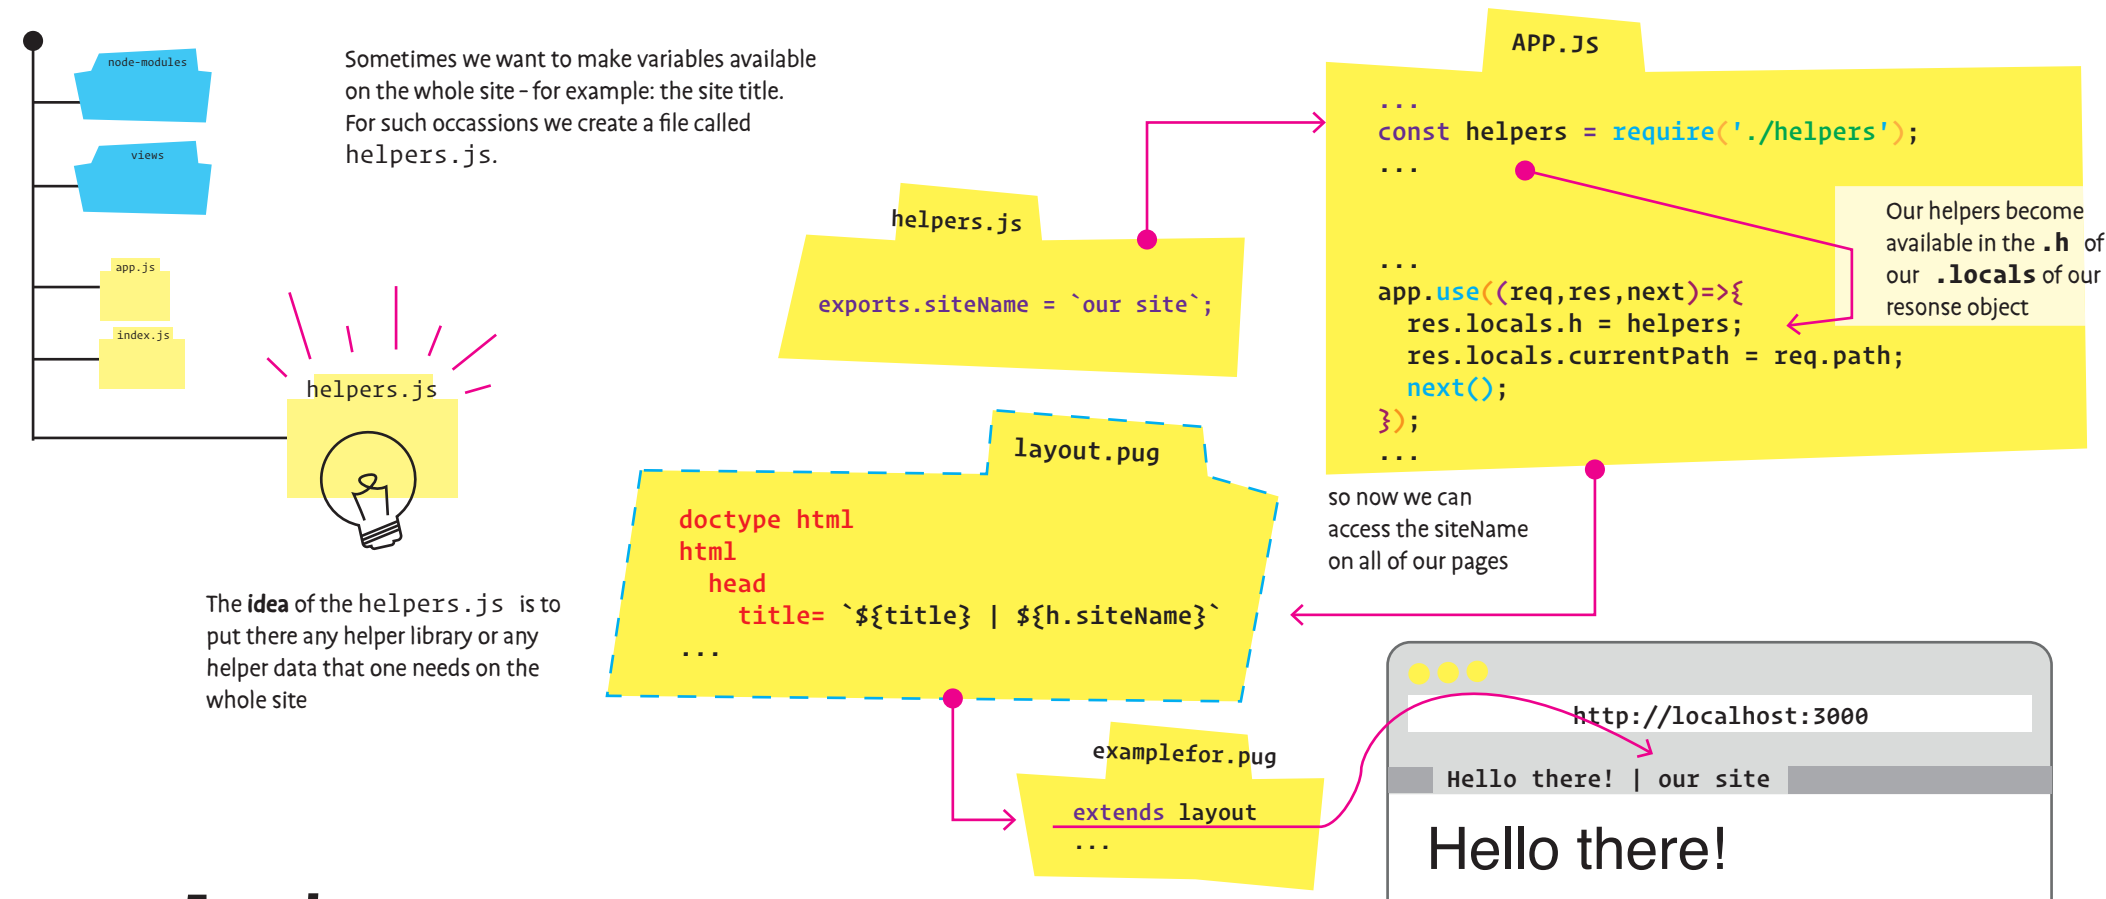 node-modules
views
app.js
index.js
helpers.js
Sometimes we want to make variables available
on the whole site - for example: the site title.
For such occassions we create a file called
helpers.js.
The idea of the helpers.js is to
put there any helper library or any
helper data that one needs on the
whole site
helpers.js
exports.siteName = `our site`;
APP.JS
...
const helpers = require('./helpers');
...
...
app.use((req,res,next)=>{
res.locals.h = helpers;
res.locals.currentPath = req.path;
next();
});
...
Our helpers become
available in the .h of
our .locals of our
resonse object
so now we can
access the siteName
on all of our pages
layout.pug
doctype html
html
head
title= `${title} | ${h.siteName}`
...
examplefor.pug
extends layout
...
http://localhost:3000
Hello there! | our site
Hello there!